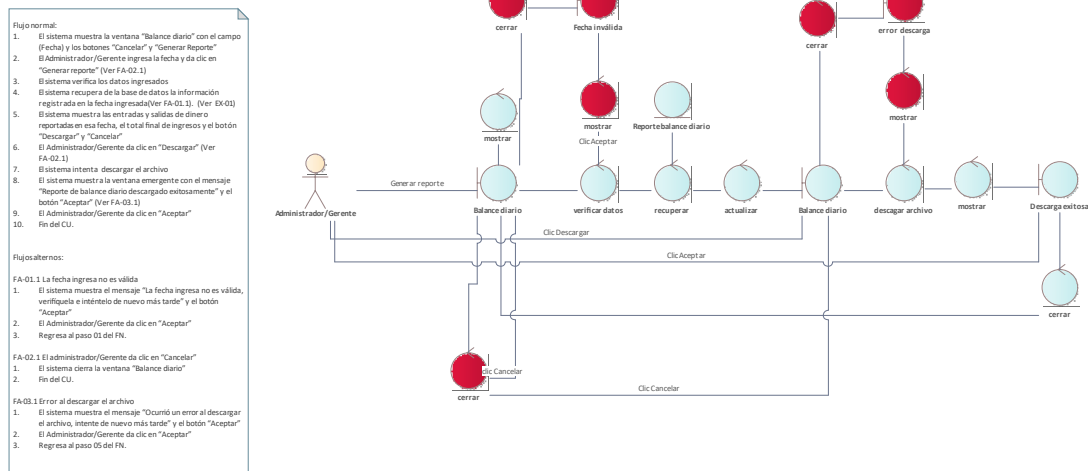 Flujo normal:
1. El sistema muestra la ventana "Balance diario" con el campo
(Fecha) y los botones "Cancelar" y "Generar Reporte"
2. El Administrador/Gerente ingresa la fecha y da clic en
"Generar reporte" (Ver FA-02.1)
3. El sistema verifica los datos ingresados
4. El sistema recupera de la base de datos la información
registrada en la fecha ingresada(Ver FA-01.1). (Ver EX-01)
5. El sistema muestra las entradas y salidas de dinero
reportadas en esa fecha, el total final de ingresos y el botón
"Descargar" y "Cancelar"
6. El Administrador/Gerente da clic en "Descargar" (Ver
FA-02.1)
7. El sistema intenta descargar el archivo
8. El sistema muestra la ventana emergente con el mensaje
"Reporte de balance diario descargado exitosamente" y el
botón "Aceptar" (Ver FA-03.1)
9. El Administrador/Gerente da clic en "Aceptar"
10. Fin del CU.
Flujos alternos:
FA-01.1 La fecha ingresa no es válida
1. El sistema muestra el mensaje "La fecha ingresa no es válida,
verifíquela e inténtelo de nuevo más tarde" y el botón
"Aceptar"
2. El Administrador/Gerente da clic en "Aceptar"
3. Regresa al paso 01 del FN.
FA-02.1 El administrador/Gerente da clic en "Cancelar"
1. El sistema cierra la ventana "Balance diario"
2. Fin del CU.
FA-03.1 Error al descargar el archivo
1. El sistema muestra el mensaje "Ocurrió un error al descargar
el archivo, intente de nuevo más tarde" y el botón "Aceptar"
2. El Administrador/Gerente da clic en "Aceptar"
3. Regresa al paso 05 del FN.
cerrar
Fecha inválida
cerrar
error descarga
mostrar
mostrar
Reporte balance diario
mostrar
Clic Aceptar
Administrador/Gerente
Generar reporte
Balance diario
verificar datos
recuperar
actualizar
Balance diario
descagar archivo
mostrar
Descarga exitosa
Clic Descargar
Clic Aceptar
cerrar
clic Cancelar
cerrar
Clic Cancelar